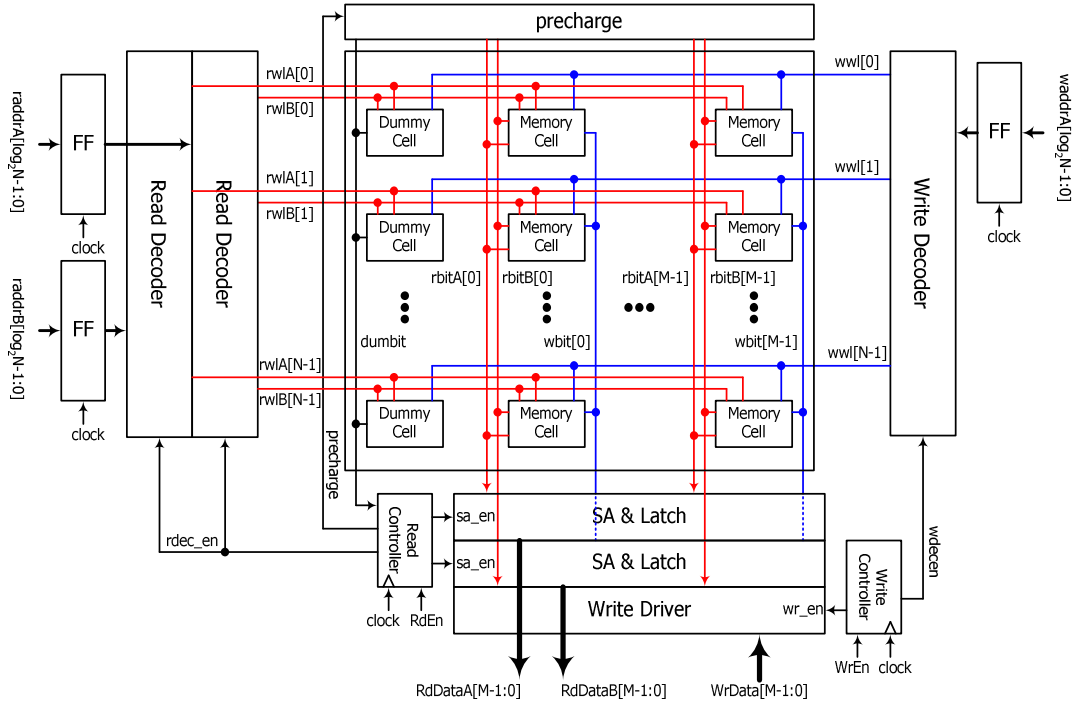 precharge
rwlA[0]
wwl[0]
rwlB[0]
raddrA[log2N-1:0]
FF
clock
Dummy Cell
Memory Cell
Memory Cell
FF
waddrA[log2N-1:0]
clock
rwlA[1]
wwl[1]
rwlB[1]
Read Decoder
Read Decoder
Write Decoder
Dummy Cell
Memory Cell
Memory Cell
raddrB[log2N-1:0]
FF
clock
rbitA[0]
rbitB[0]
rbitA[M-1]
rbitB[M-1]
dumbit
wbit[0]
wbit[M-1]
rwlA[N-1]
wwl[N-1]
rwlB[N-1]
Dummy Cell
Memory Cell
Memory Cell
precharge
rdec_en
Read Controller
clock
RdEn
sa_en
SA & Latch
sa_en
SA & Latch
Write Driver
wr_en
Write Controller
wdecen
WrEn
clock
RdDataA[M-1:0]
RdDataB[M-1:0]
WrData[M-1:0]